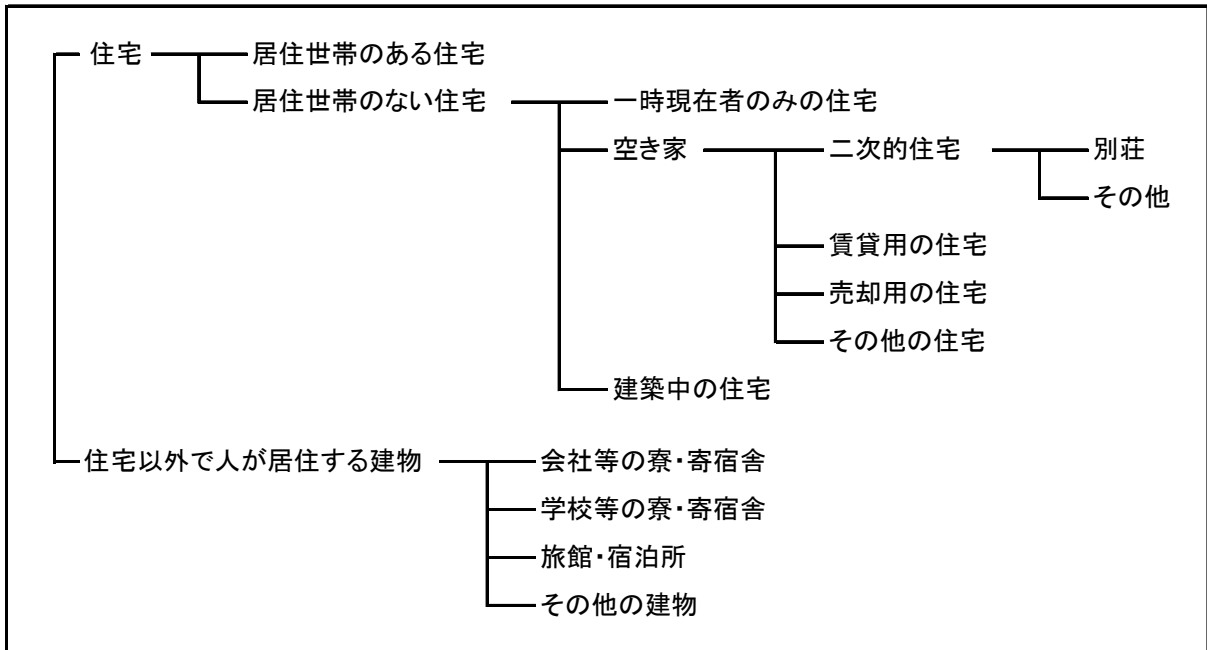 住宅 居住世帯のある住宅
居住世帯のない住宅 一時現在者のみの住宅
空き家 二次的住宅 別荘
その他
賃貸用の住宅
売却用の住宅
その他の住宅
建築中の住宅
住宅以外で人が居住する建物 会社等の寮・寄宿舎
学校等の寮・寄宿舎
旅館・宿泊所
その他の建物